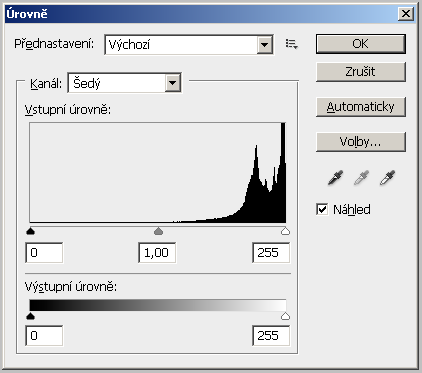 Úrovně
Přednastavení: Výchozí
OK
Zrušit
Automaticky
Volby...
Náhled
Kanál: Šedý
Vstupní úrovně:
0 1,00 255
Výstupní úrovně:
0 255